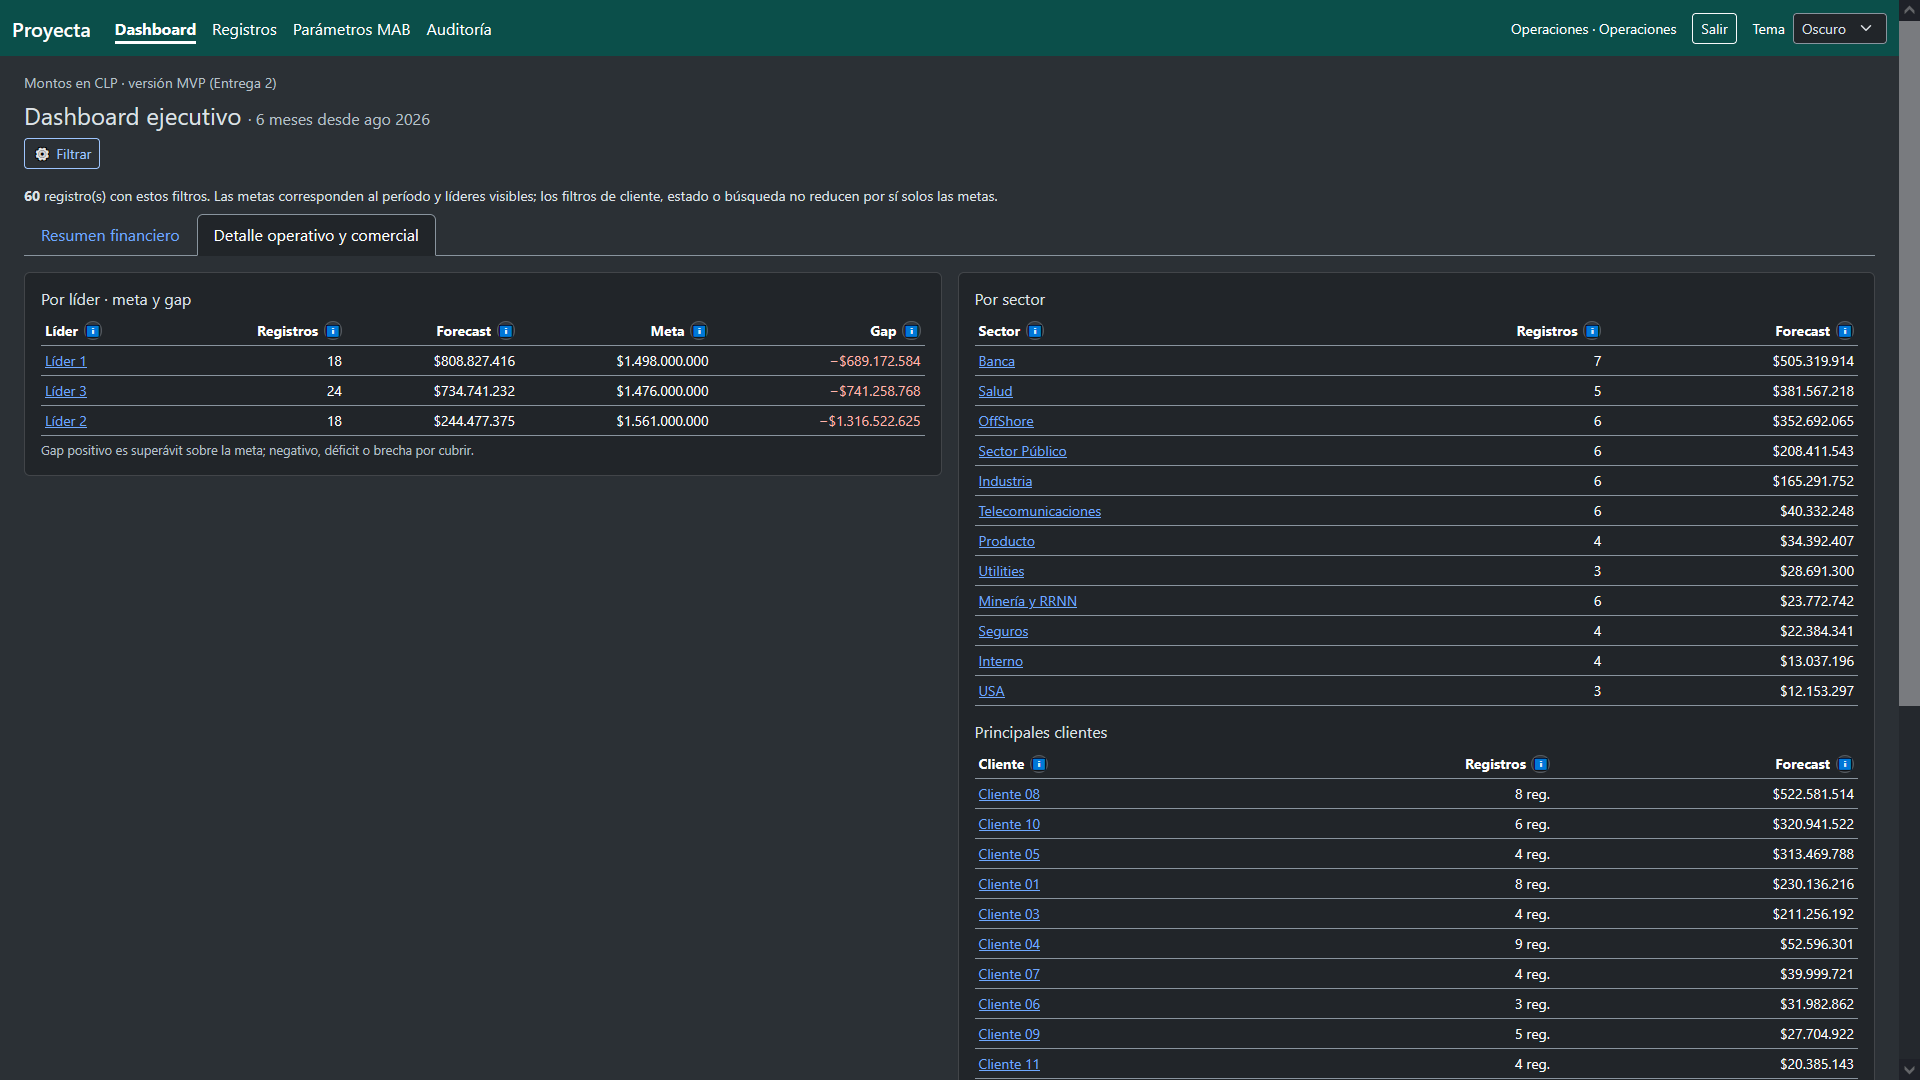 Proyecta Dashboard Registros Parámetros MAB Auditoría Operaciones · Operaciones Salir Tema Oscuro
Montos en CLP · versión MVP (Entrega 2)
Dashboard ejecutivo · 6 meses desde ago 2026
Filtrar
60 registro(s) con estos filtros. Las metas corresponden al período y líderes visibles; los filtros de cliente, estado o búsqueda no reducen por sí solos las metas.
Resumen financiero Detalle operativo y comercial
Por líder · meta y gap
Líder Registros Forecast Meta Gap
Líder 1 18 $808.827.416 $1.498.000.000 −$689.172.584
Líder 3 24 $734.741.232 $1.476.000.000 −$741.258.768
Líder 2 18 $244.477.375 $1.561.000.000 −$1.316.522.625
Gap positivo es superávit sobre la meta; negativo, déficit o brecha por cubrir.
Por sector
Sector Registros Forecast
Banca 7 $505.319.914
Salud 5 $381.567.218
OffShore 6 $352.692.065
Sector Público 6 $208.411.543
Industria 6 $165.291.752
Telecomunicaciones 6 $40.332.248
Producto 4 $34.392.407
Utilities 3 $28.691.300
Minería y RRNN 6 $23.772.742
Seguros 4 $22.384.341
Interno 4 $13.037.196
USA 3 $12.153.297
Principales clientes
Cliente Registros Forecast
Cliente 08 8 reg. $522.581.514
Cliente 10 6 reg. $320.941.522
Cliente 05 4 reg. $313.469.788
Cliente 01 8 reg. $230.136.216
Cliente 03 4 reg. $211.256.192
Cliente 04 9 reg. $52.596.301
Cliente 07 4 reg. $39.999.721
Cliente 06 3 reg. $31.982.862
Cliente 09 5 reg. $27.704.922
Cliente 11 4 reg. $20.385.143